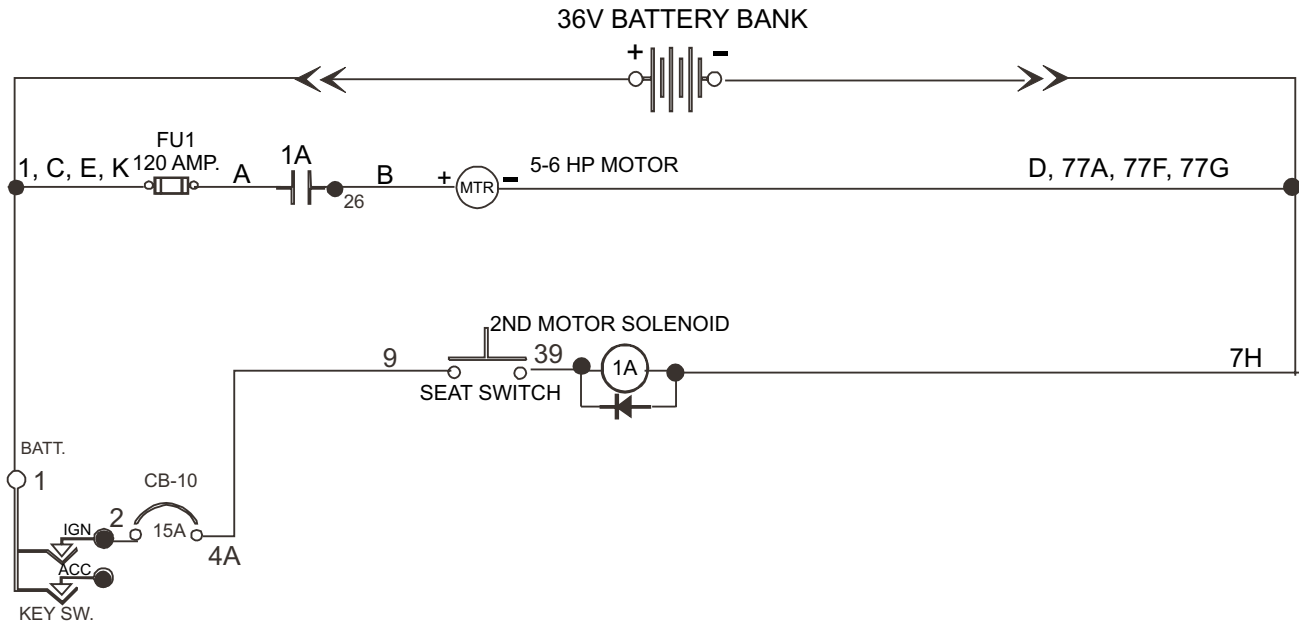 36V BATTERY BANK
+ -
FU1
1, C, E, K 120 AMP. A 1A B + MTR - 5-6 HP MOTOR D, 77A, 77F, 77G
26
2ND MOTOR SOLENOID
9 39 1A 7H
SEAT SWITCH
BATT.
1
CB-10
IGN 2 15A
4A
ACC
KEY SW.